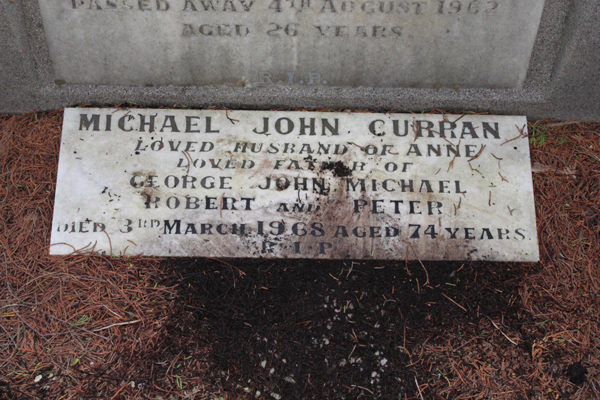 PASSED AWAY 4TH AUGUST 1962
AGED 26 YEARS.
R.I.P.
MICHAEL JOHN CURRAN
LOVED HUSBAND OF ANNE
LOVED FATHER OF
GEORGE JOHN MICHAEL
ROBERT AND PETER
DIED 3RD MARCH 1968 AGED 74 YEARS.
R.I.P.